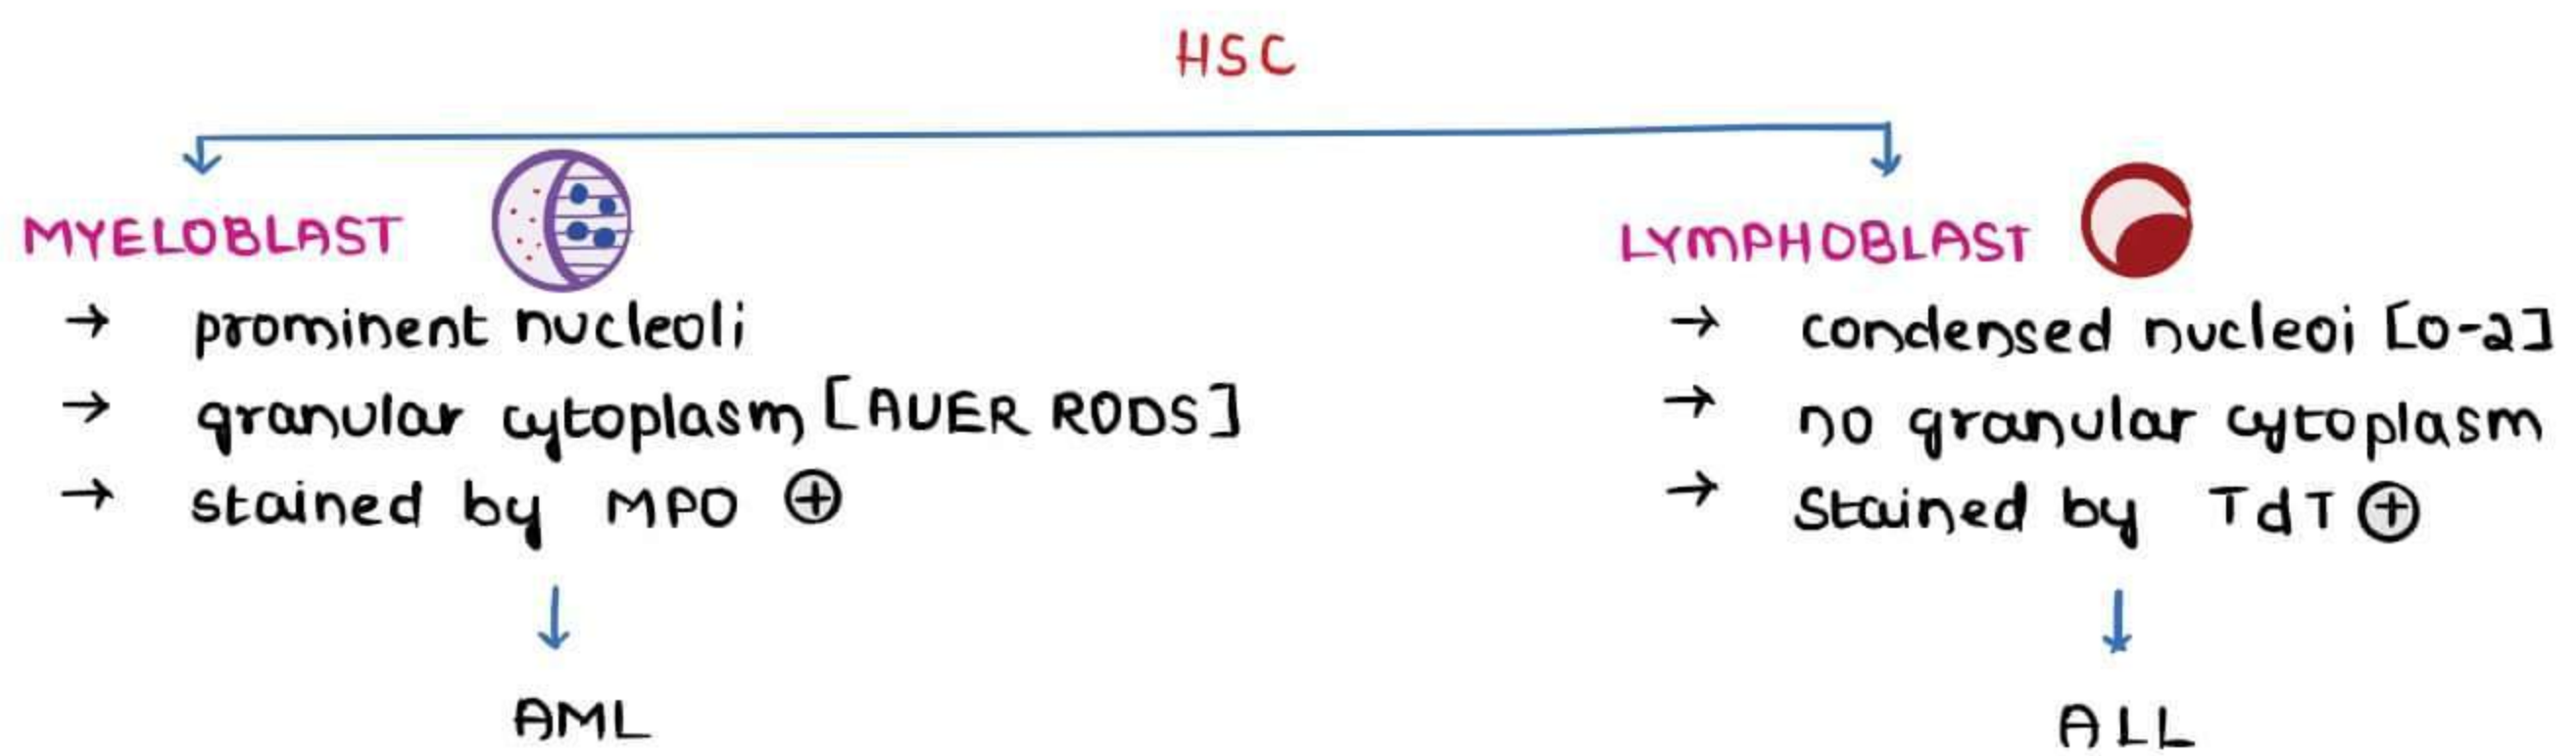 HSC
MYELOBLAST
→ prominent nucleoli
→ granular cytoplasm [AUER RODS]
→ stained by MPO ⊕
↓
AML
LYMPHOBLAST
→ condensed nucleoi [0-2]
→ no granular cytoplasm
→ Stained by TdT ⊕
↓
ALL